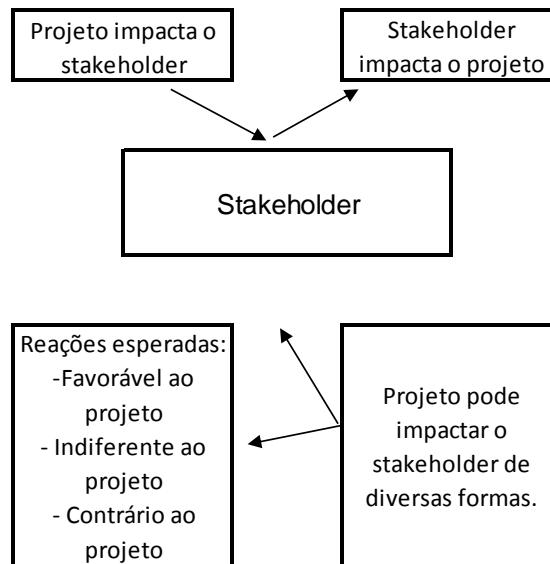 Projeto impacta o
stakeholder
Stakeholder
impacta o projeto
Stakeholder
Reações esperadas:
-Favorável ao
projeto
- Indiferente ao
projeto
- Contrário ao
projeto
Projeto pode
impactar o
stakeholder de
diversas formas.